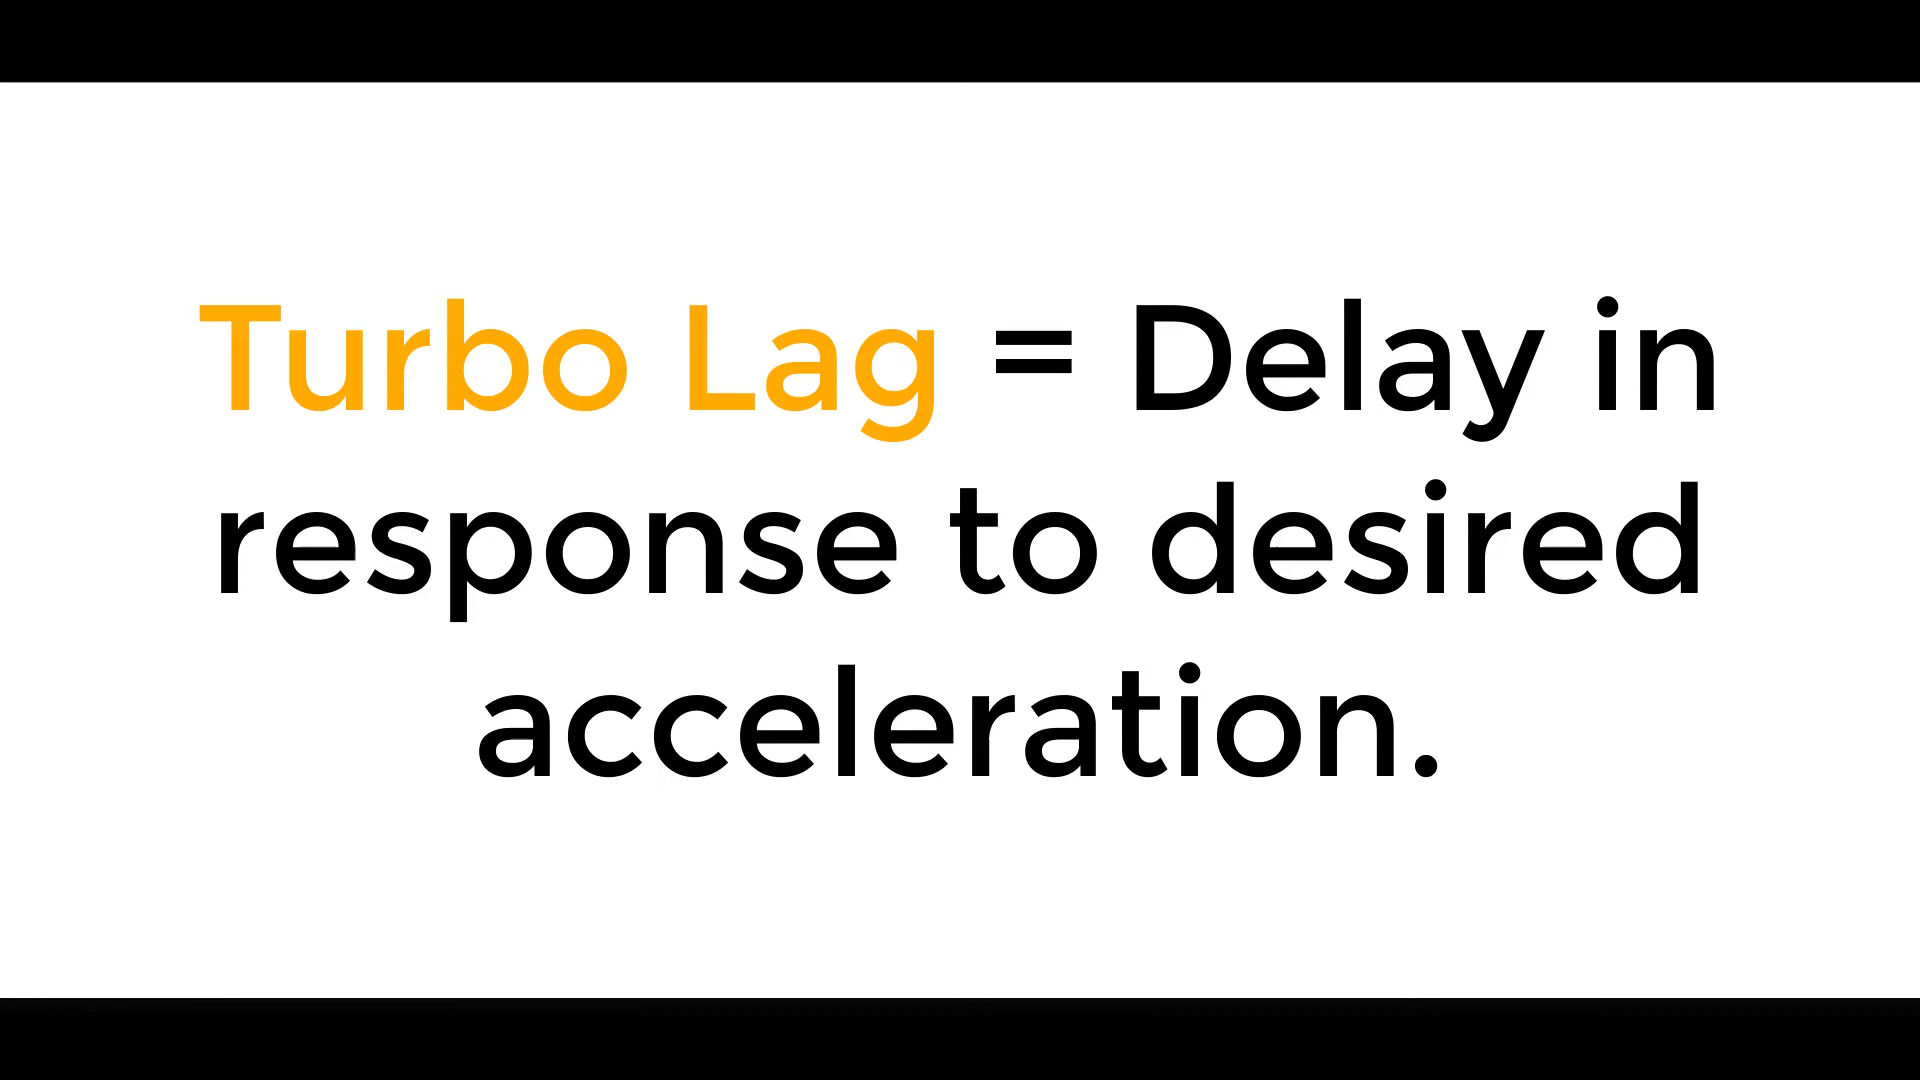 Turbo Lag = Delay in
response to desired
acceleration.